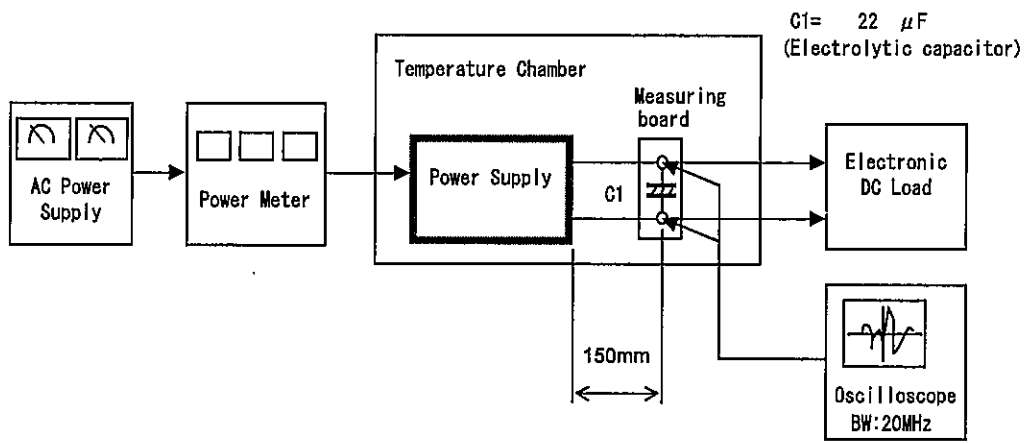 C1= 22 μF
(Electrolytic capacitor)
Temperature Chamber
Measuring
board
AC Power
Supply
Power Meter
Power Supply
C1
Electronic
DC Load
150mm
Oscilloscope
BW:20MHz